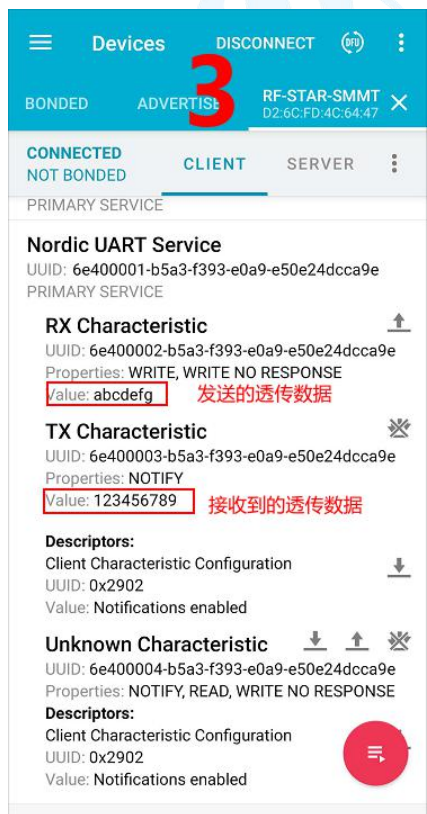 Devices DISCONNECT DFU
3
BONDED ADVERTISE RF-STAR-SMMT
D2:6C:FD:4C:64:47
CONNECTED
NOT BONDED CLIENT SERVER
PRIMARY SERVICE
Nordic UART Service
UUID: 6e400001-b5a3-f393-e0a9-e50e24dcca9e
PRIMARY SERVICE
RX Characteristic
UUID: 6e400002-b5a3-f393-e0a9-e50e24dcca9e
Properties: WRITE, WRITE NO RESPONSE
Value: abcdefg 发送的透传数据
TX Characteristic
UUID: 6e400003-b5a3-f393-e0a9-e50e24dcca9e
Properties: NOTIFY
Value: 123456789 接收到的透传数据
Descriptors:
Client Characteristic Configuration
UUID: 0x2902
Value: Notifications enabled
Unknown Characteristic
UUID: 6e400004-b5a3-f393-e0a9-e50e24dcca9e
Properties: NOTIFY, READ, WRITE NO RESPONSE
Descriptors:
Client Characteristic Configuration
UUID: 0x2902
Value: Notifications enabled